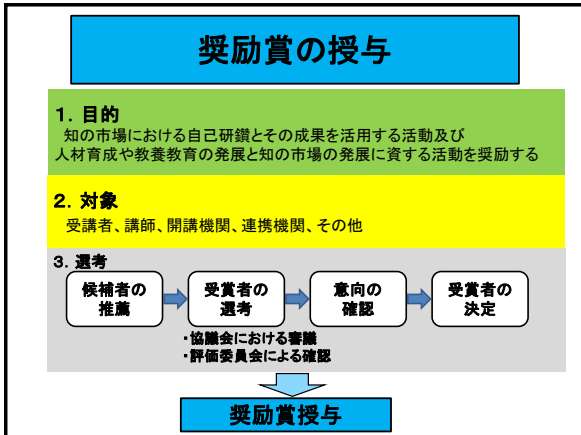 奨励賞の授与
1．目的
知の市場における自己研鑽とその成果を活用する活動及び
人材育成や教養教育の発展と知の市場の発展に資する活動を奨励する
2．対象
受講者、講師、開講機関、連携機関、その他
3．選考
候補者の
推薦
受賞者の
選考
意向の
確認
受賞者の
決定
・協議会における審議
・評価委員会による確認
奨励賞授与